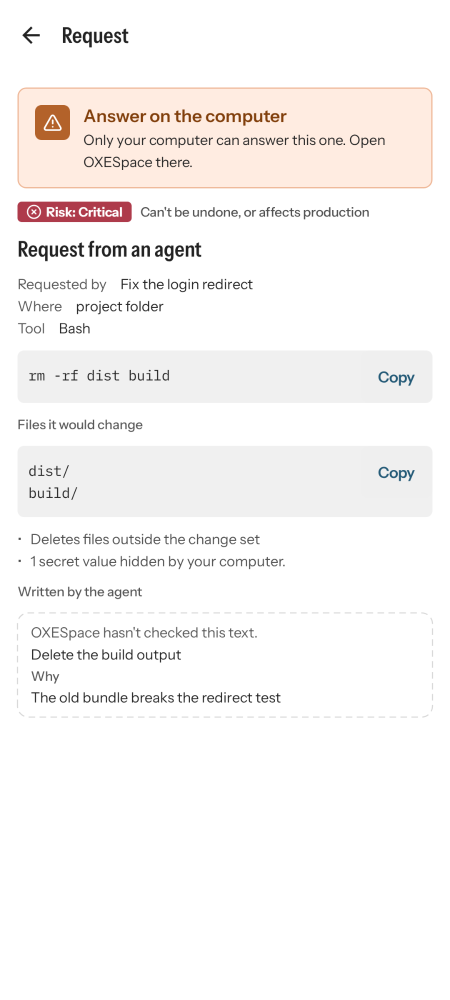 Request
Answer on the computer
Only your computer can answer this one. Open
OXESpace there.
Risk: Critical Can't be undone, or affects production
Request from an agent
Requested by Fix the login redirect
Where project folder
Tool Bash
rm -rf dist build Copy
Files it would change
dist/ Copy
build/
• Deletes files outside the change set
• 1 secret value hidden by your computer.
Written by the agent
OXESpace hasn't checked this text.
Delete the build output
Why
The old bundle breaks the redirect test